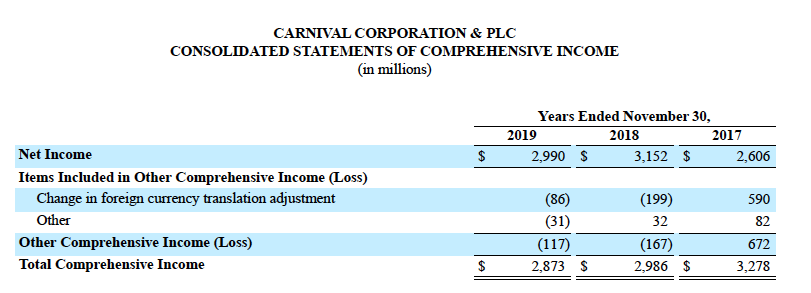 CARNIVAL CORPORATION & PLC
CONSOLIDATED STATEMENTS OF COMPREHENSIVE INCOME
(in millions)
Years Ended November 30,
2019 2018 2017
Net Income $ 2,990 $ 3,152 $ 2,606
Items Included in Other Comprehensive Income (Loss)
Change in foreign currency translation adjustment (86) (199) 590
Other (31) 32 82
Other Comprehensive Income (Loss) (117) (167) 672
Total Comprehensive Income $ 2,873 $ 2,986 $ 3,278